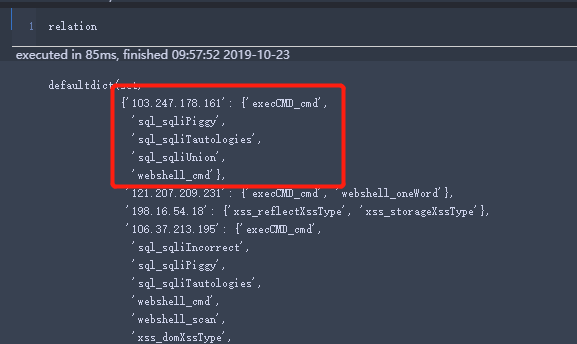 1 relation
executed in 85ms, finished 09:57:52 2019-10-23
defaultdict(set,
{'103.247.178.161': {'execCMD_cmd',
'sql_sqliPiggy',
'sql_sqliTautologies',
'sql_sqliUnion',
'webshell_cmd'},
'121.207.209.231': {'execCMD_cmd', 'webshell_oneWord'},
'198.16.54.18': {'xss_reflectXssType', 'xss_storageXssType'},
'106.37.213.195': {'execCMD_cmd',
'sql_sqliIncorrect',
'sql_sqliPiggy',
'sql_sqliTautologies',
'webshell_cmd',
'webshell_scan',
'xss_domXssType',